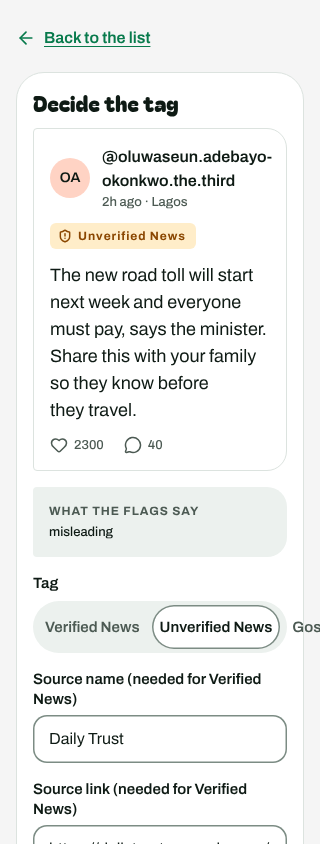 Back to the list
Decide the tag
OA
@oluwaseun.adebayo-
okonkwo.the.third
2h ago · Lagos
Unverified News
The new road toll will start
next week and everyone
must pay, says the minister.
Share this with your family
so they know before
they travel.
2300 40
WHAT THE FLAGS SAY
misleading
Tag
Verified News Unverified News
Source name (needed for Verified
News)
Daily Trust
Source link (needed for Verified
News)